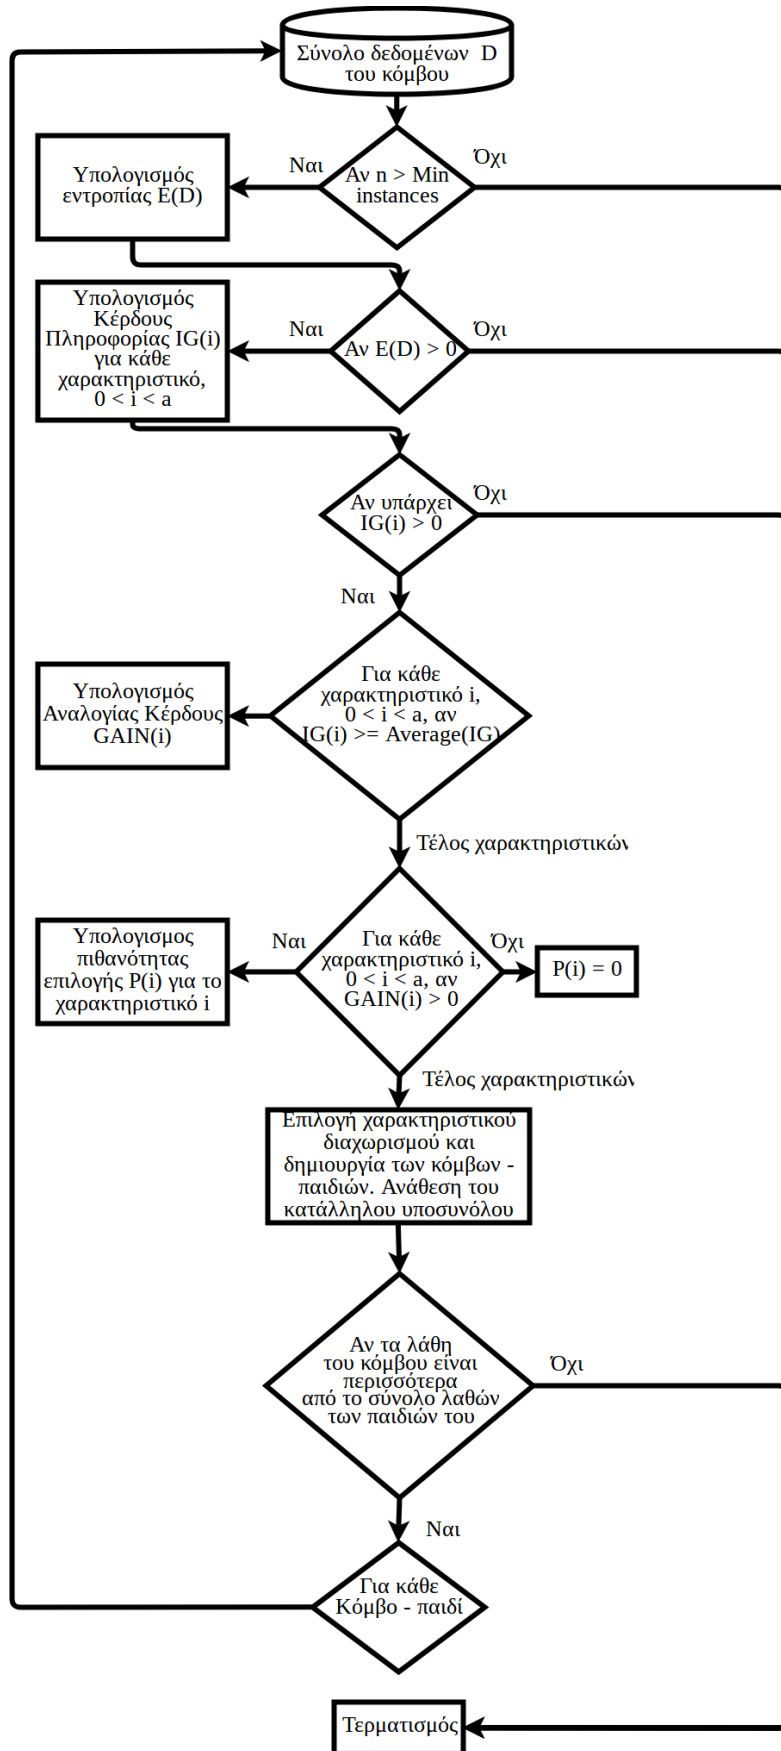 Σύνολο δεδομένων D
του κόμβου
Ναι
Αν n > Min
instances
Όχι
Υπολογισμός
εντροπίας E(D)
Υπολογισμός
Κέρδους
Πληροφορίας IG(i)
για κάθε
χαρακτηριστικό,
0 < i < a
Ναι
Αν E(D) > 0
Όχι
Αν υπάρχει
IG(i) > 0
Όχι
Ναι
Για κάθε
χαρακτηριστικό i,
0 < i < a, αν
IG(i) >= Average(IG)
Υπολογισμός
Αναλογίας Κέρδους
GAIN(i)
Τέλος χαρακτηριστικών
Υπολογισμος
πιθανότητας
επιλογής P(i) για το
χαρακτηριστικό i
Ναι
Για κάθε
χαρακτηριστικό i,
0 < i < a, αν
GAIN(i) > 0
Όχι
P(i) = 0
Τέλος χαρακτηριστικών
Επιλογή χαρακτηριστικού
διαχωρισμού και
δημιουργία των κόμβων -
παιδιών. Ανάθεση του
κατάλληλου υποσυνόλου
Αν τα λάθη
του κόμβου είναι
περισσότερα
από το σύνολο λαθών
των παιδιών του
Όχι
Ναι
Για κάθε
Κόμβο - παιδί
Τερματισμός